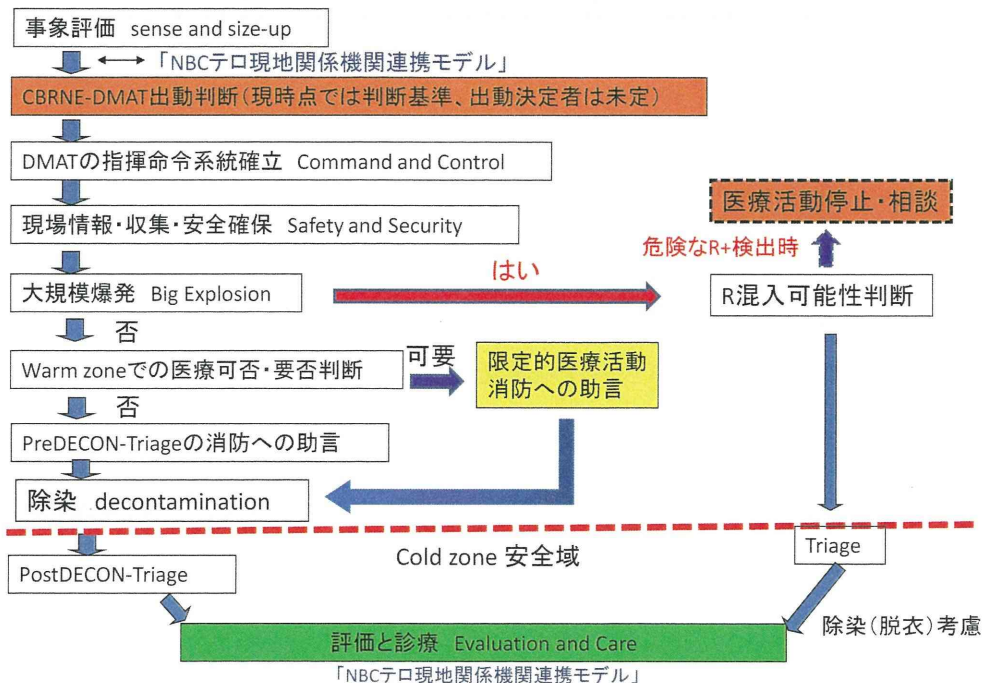 事象評価 sense and size-up
「NBCテロ現地関係機関連携モデル」
CBRNE-DMAT出動判断(現時点では判断基準、出動決定者は未定)
DMATの指揮命令系統確立 Command and Control
現場情報・収集・安全確保 Safety and Security
医療活動停止・相談
危険なR+検出時
大規模爆発 Big Explosion
はい
R混入可能性判断
否
Warm zoneでの医療可否・要否判断
可要
限定的医療活動
消防への助言
否
PreDECON-Triageの消防への助言
除染 decontamination
Cold zone 安全域
Triage
PostDECON-Triage
除染(脱衣)考慮
評価と診療 Evaluation and Care
「NBCテロ現地関係機関連携モデル」